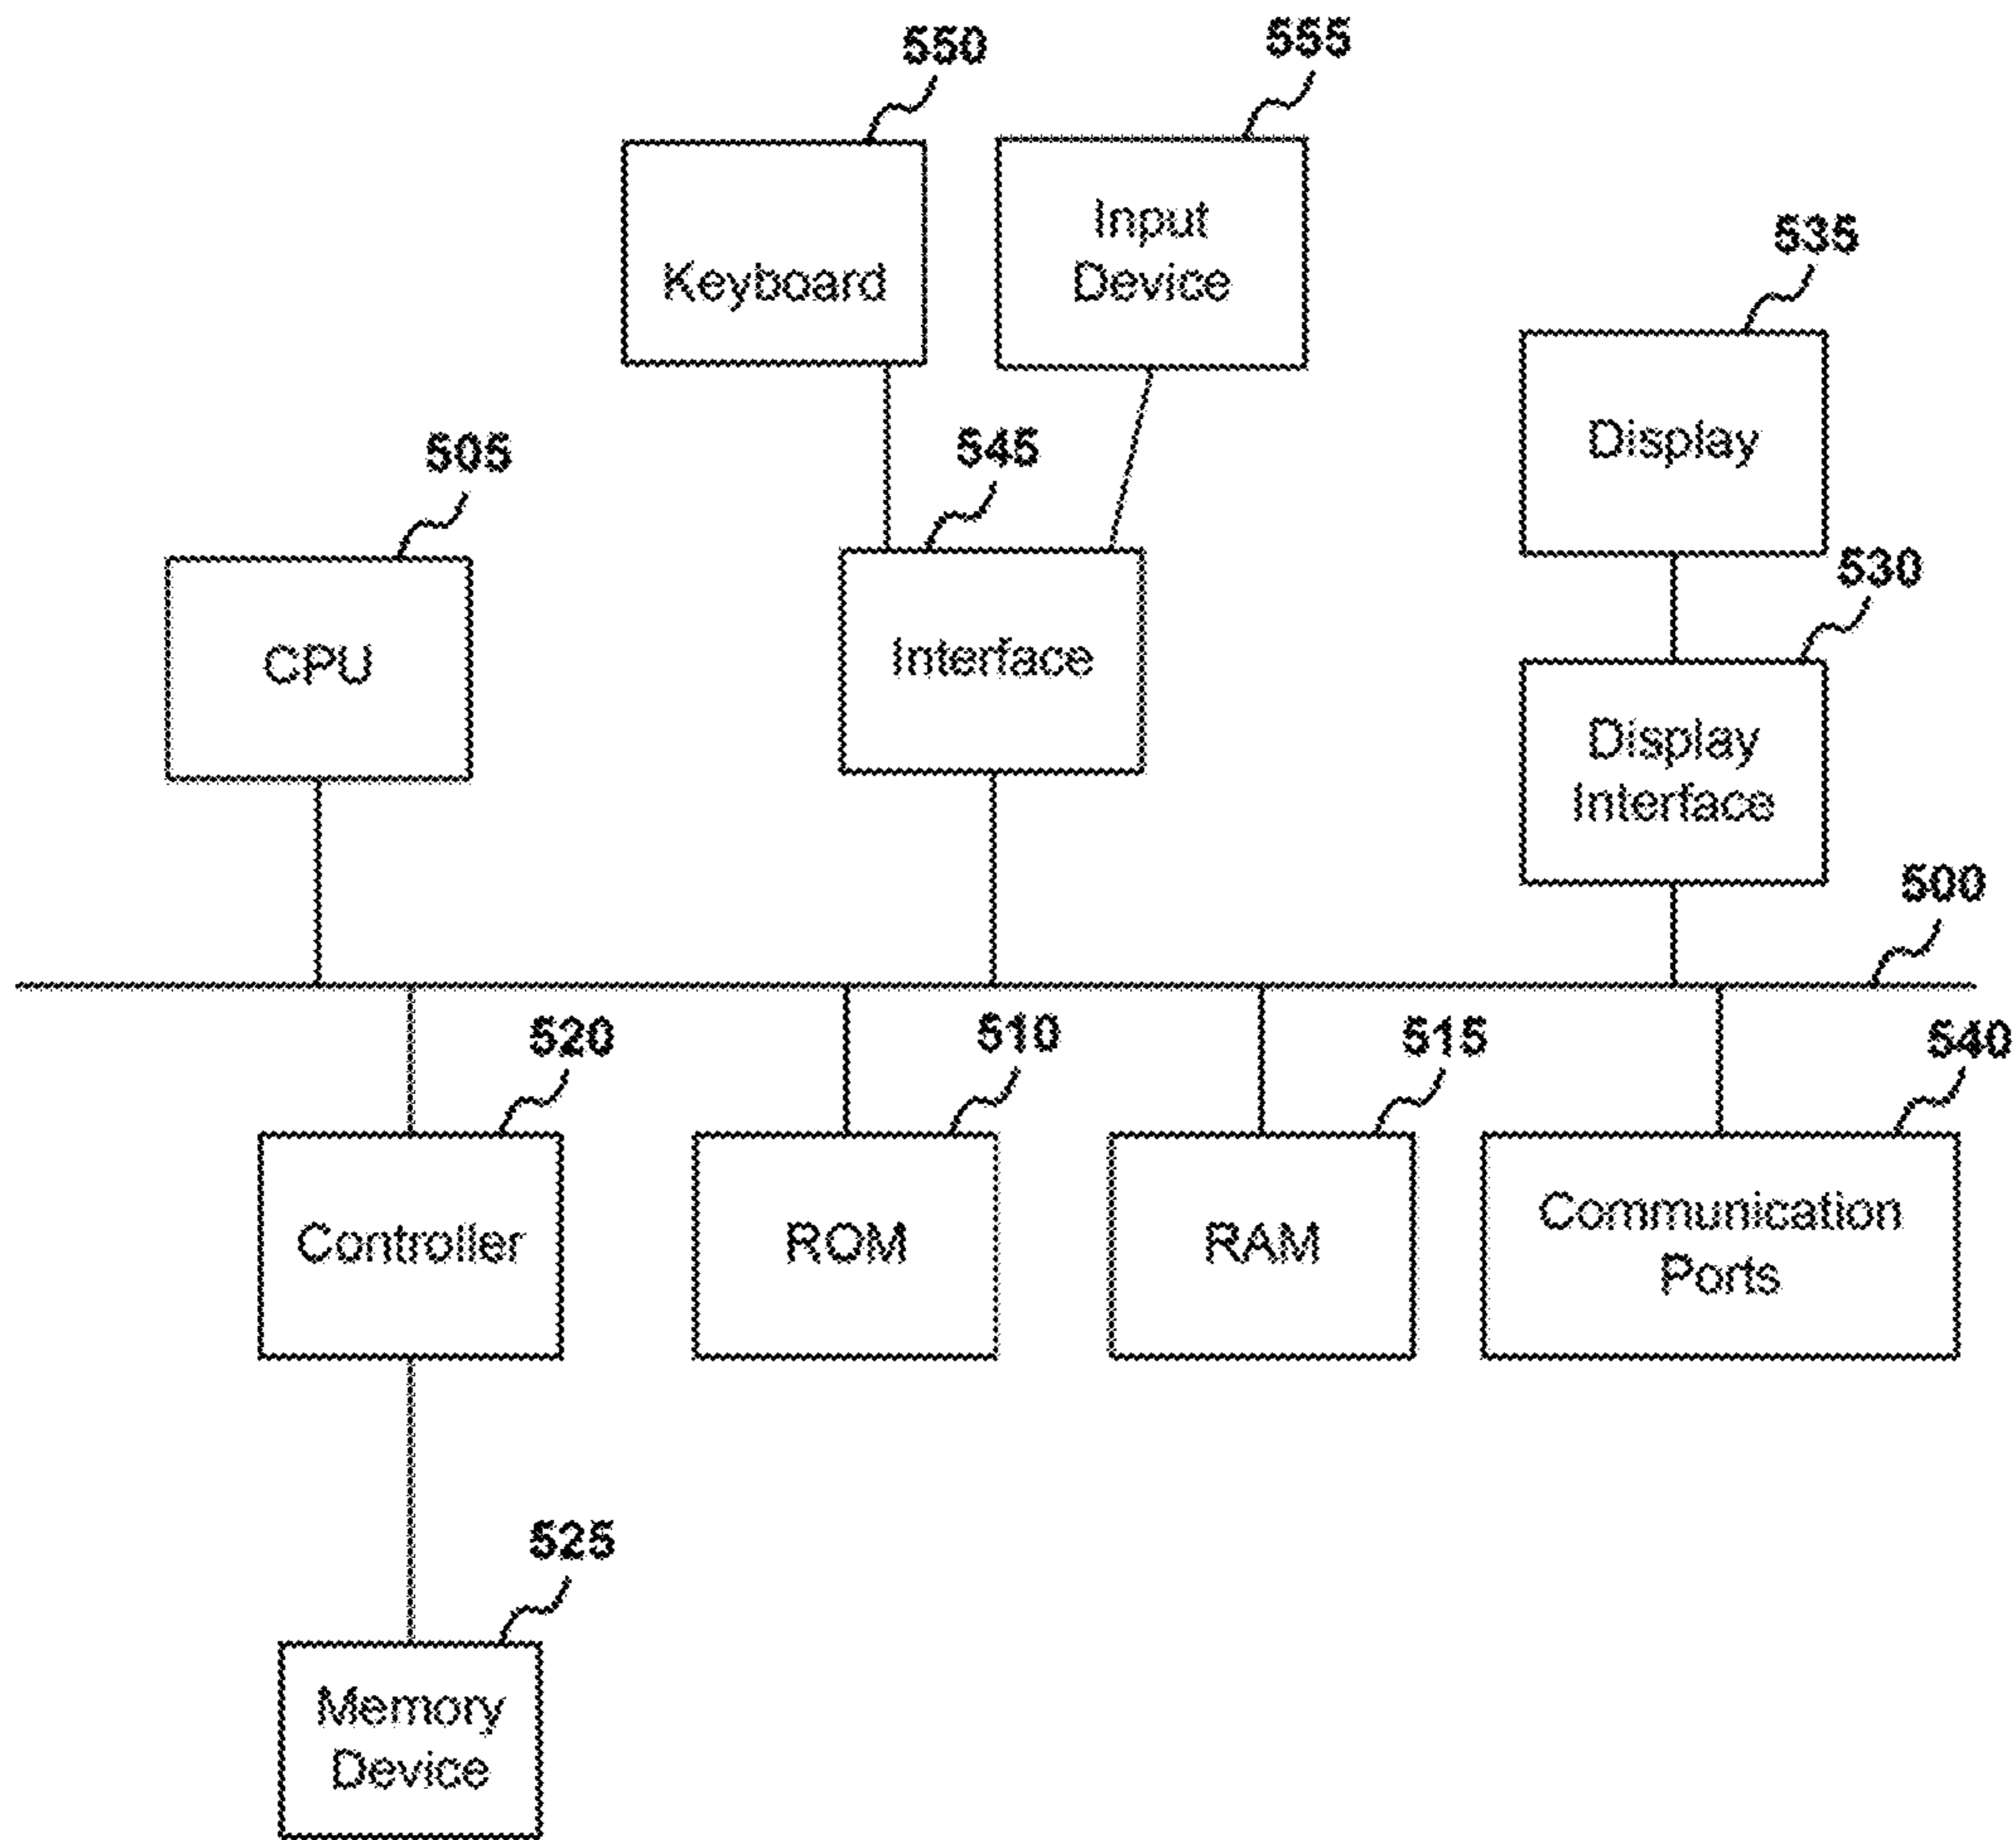 550
555
Keyboard
Input
Device
535
Display
505
545
CPU
Interface
530
Display
Interface
500
520
510
515
540
Controller
ROM
RAM
Communication
Ports
525
Memory
Device